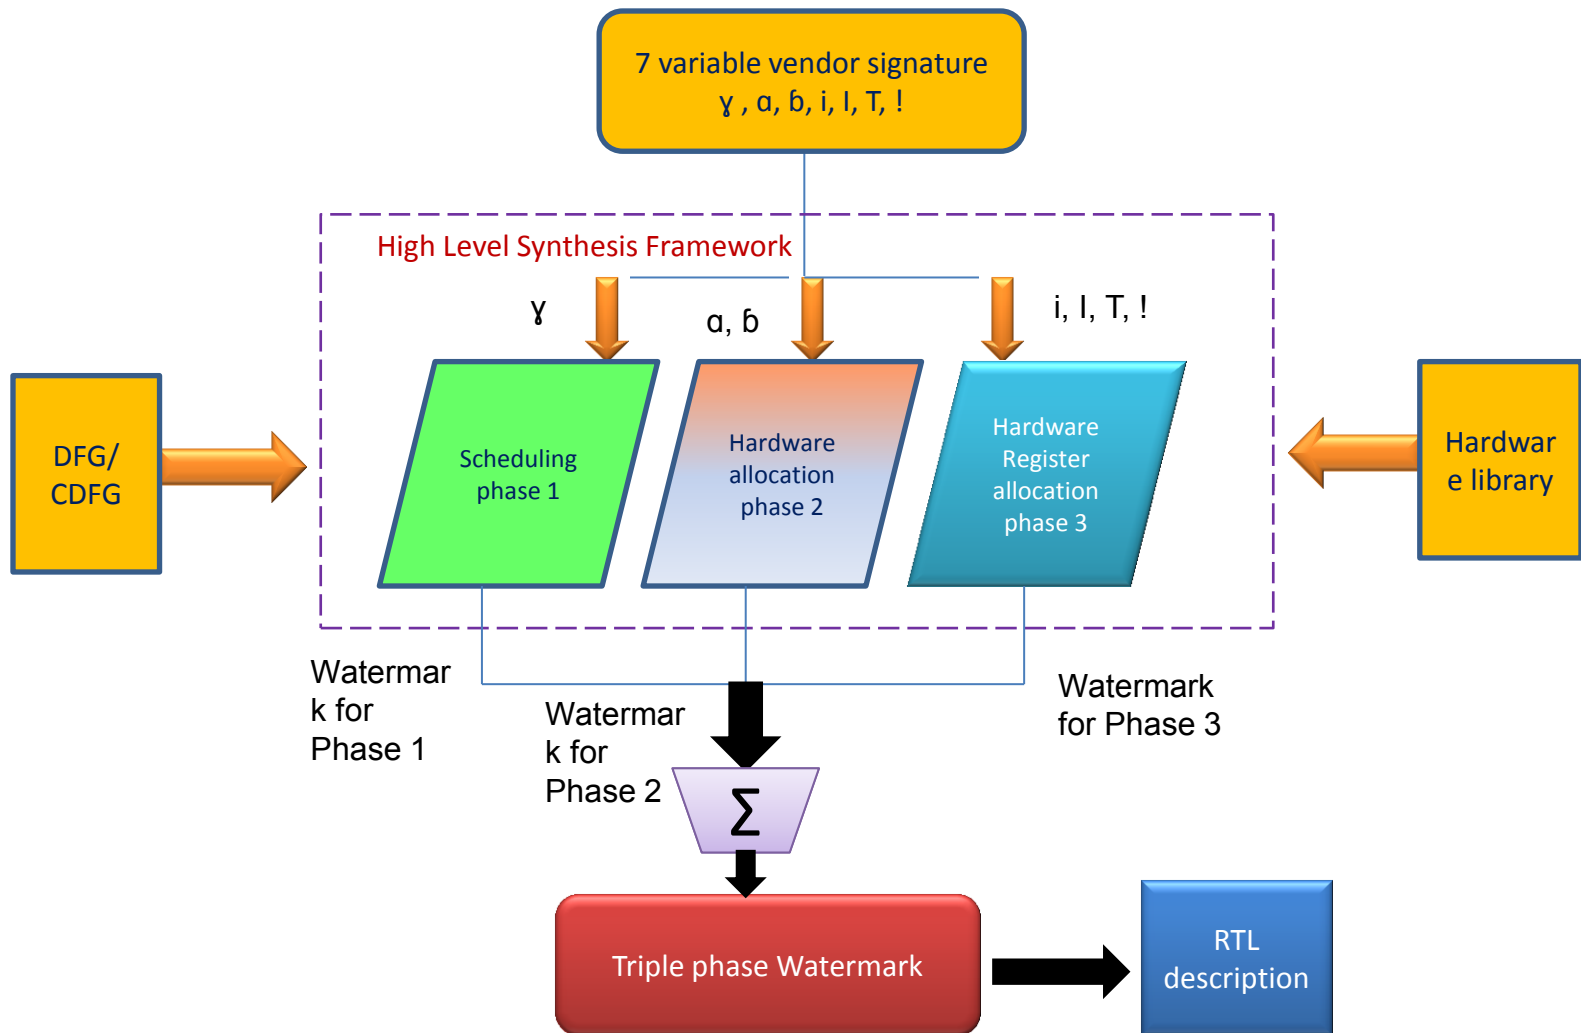 7 variable vendor signature
ɣ , ɑ, ɓ, i, I, T, !
High Level Synthesis Framework
ɣ
ɑ, ɓ
i, I, T, !
DFG/
CDFG
Scheduling
phase 1
Hardware
allocation
phase 2
Hardware
Register
allocation
phase 3
Hardwar
e library
Watermar
k for
Phase 1
Watermar
k for
Phase 2
Watermark
for Phase 3
Σ
Triple phase Watermark
RTL
description